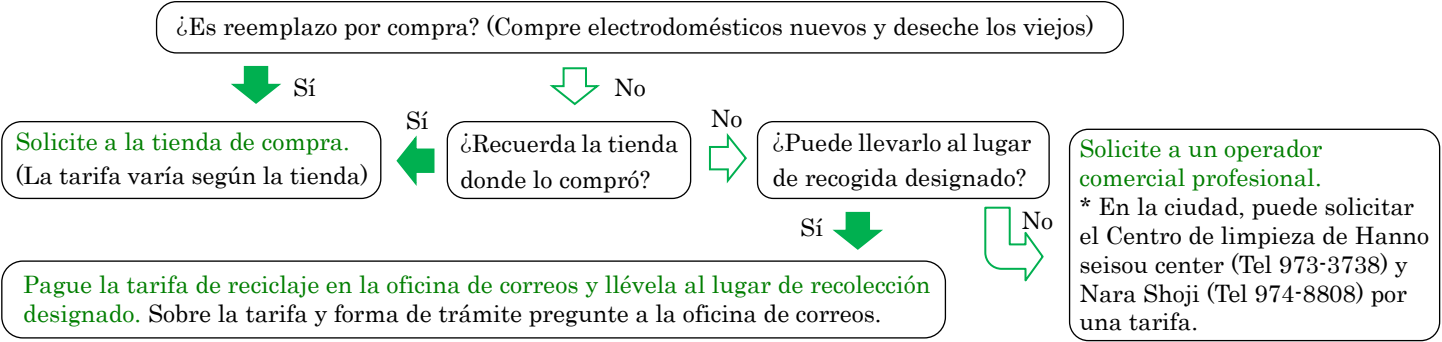 ¿Es reemplazo por compra? (Compre electrodomésticos nuevos y deseche los viejos)
Sí
No
Solicite a la tienda de compra.
(La tarifa varía según la tienda)
Sí
¿Recuerda la tienda
donde lo compró?
No
¿Puede llevarlo al lugar
de recogida designado?
Solicite a un operador
comercial profesional.
* En la ciudad, puede solicitar
el Centro de limpieza de Hanno
seisou center (Tel 973-3738) y
Nara Shoji (Tel 974-8808) por
una tarifa.
Sí
No
Pague la tarifa de reciclaje en la oficina de correos y llévela al lugar de recolección
designado. Sobre la tarifa y forma de trámite pregunte a la oficina de correos.